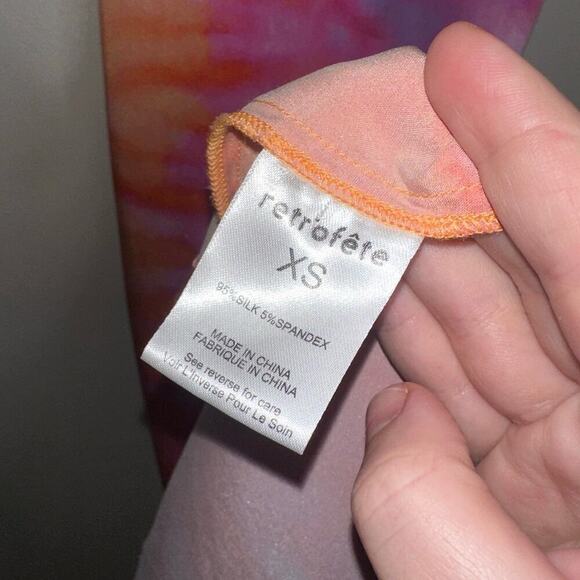 retrofête
XS
95%SILK 5%SPANDEX
MADE IN CHINA
FABRIQUE IN CHINA
See reverse for care
Voir L'inverse Pour Le Soin